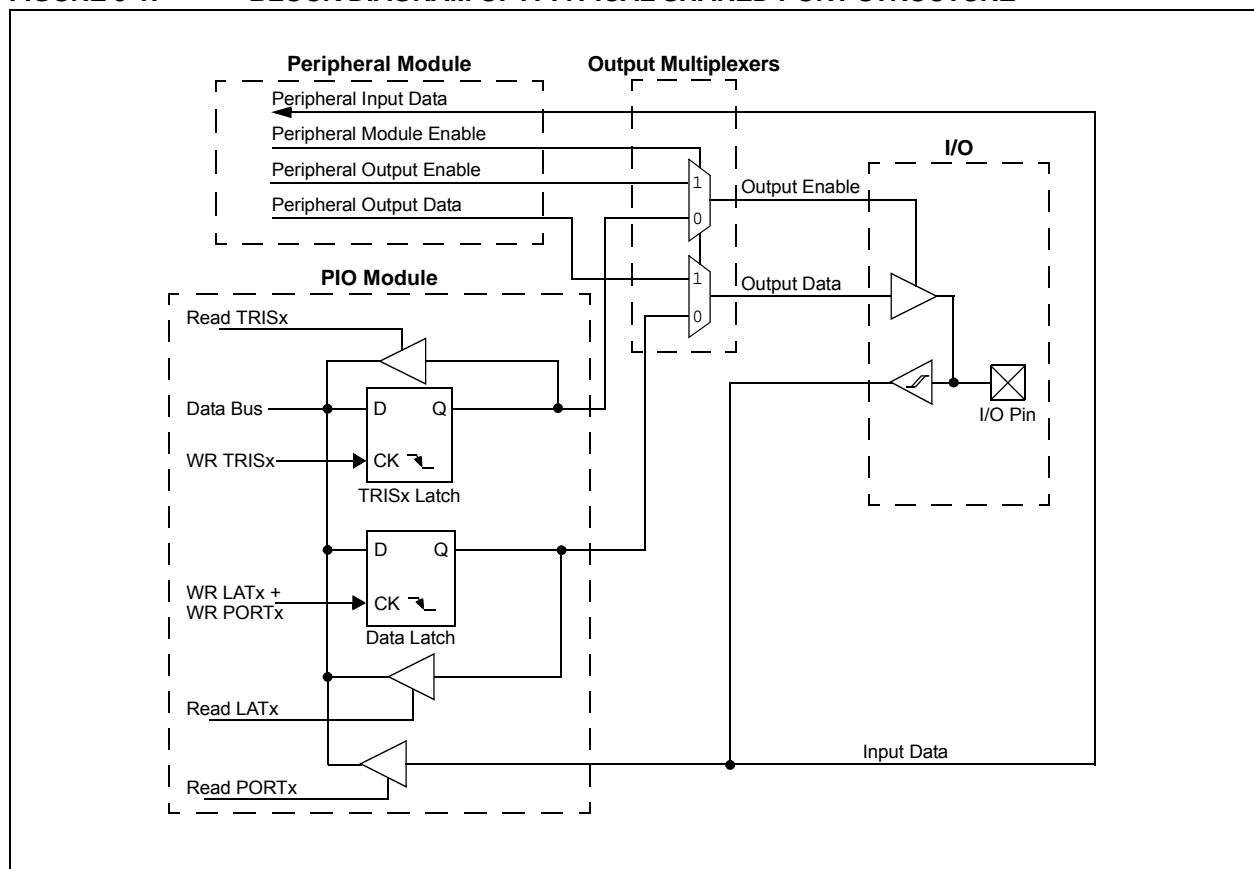 Peripheral Module
Output Multiplexers
Peripheral Input Data
Peripheral Module Enable
Peripheral Output Enable
Peripheral Output Data
1
0
1
0
Output Enable
Output Data
I/O
I/O Pin
PIO Module
Read TRISx
Data Bus
D Q
WR TRISx
CK
TRISx Latch
D Q
WR LATx +
WR PORTx
CK
Data Latch
Read LATx
Input Data
Read PORTx